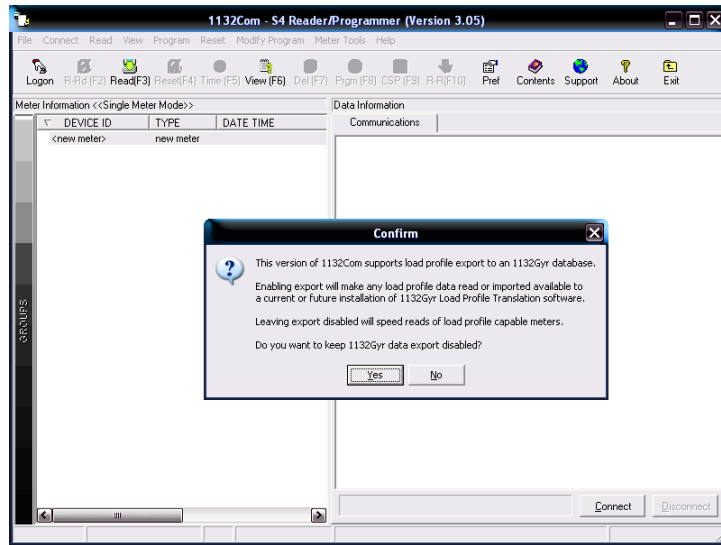 1132Com - S4 Reader/Programmer (Version 3.05)
File Connect Read View Program Reset Modify Program Meter Tools Help
Logon R-Rd (F2) Read(F3) Reset(F4) Time (F5) View (F6) Del (F7) Prgm (F8) CSP (F9) R-R(F10) Pref Contents Support About Exit
Meter Information <<Single Meter Mode>> Data Information
DEVICE ID TYPE DATE TIME Communications
<new meter> new meter
Confirm
This version of 1132Com supports load profile export to an 1132Gyr database.
Enabling export will make any load profile data read or imported available to
a current or future installation of 1132Gyr Load Profile Translation software.
Leaving export disabled will speed reads of load profile capable meters.
Do you want to keep 1132Gyr data export disabled?
Yes No
GROUPS
Connect Disconnect